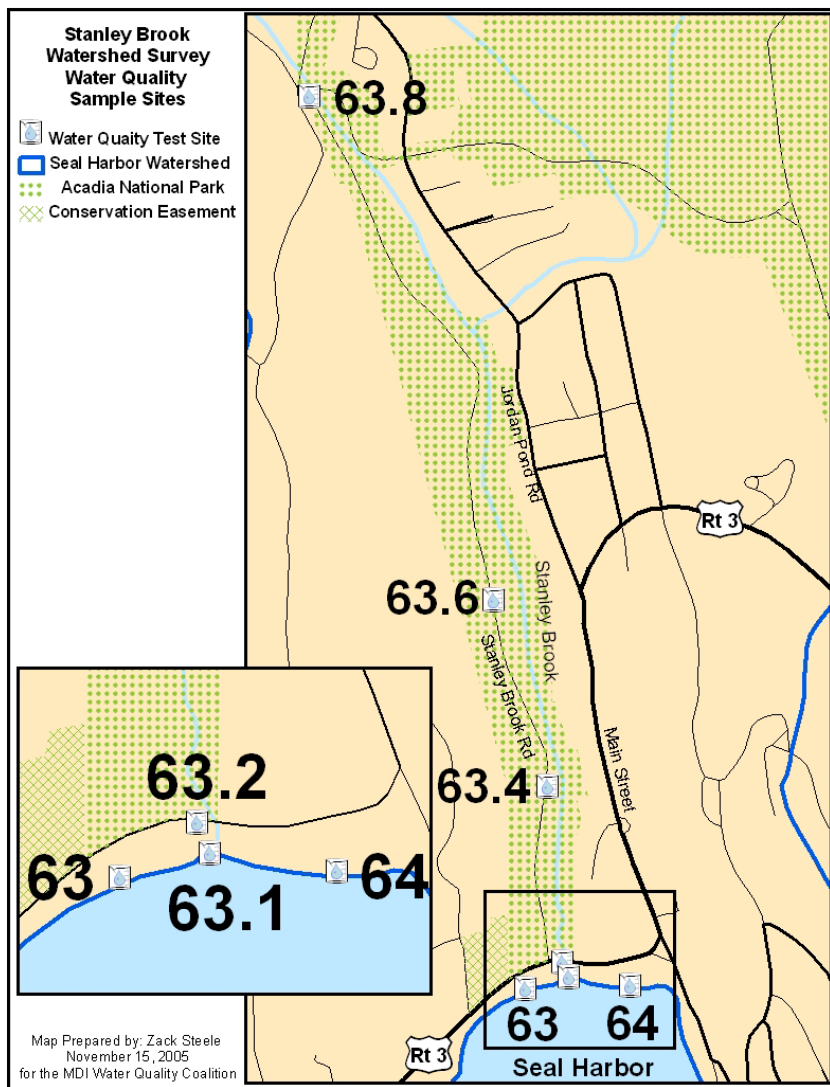 Stanley Brook
Watershed Survey
Water Quality
Sample Sites
Water Quaity Test Site
Seal Harbor Watershed
Acadia National Park
Conservation Easement
63.8
Jordan Pond Rd
Rt 3
Stanley Brook
63.6
Stanley Brook Rd
Main Street
63.4
63.2
63
63.1
64
63
64
Rt 3
Seal Harbor
Map Prepared by: Zack Steele
November 15, 2005
for the MDI Water Quality Coalition